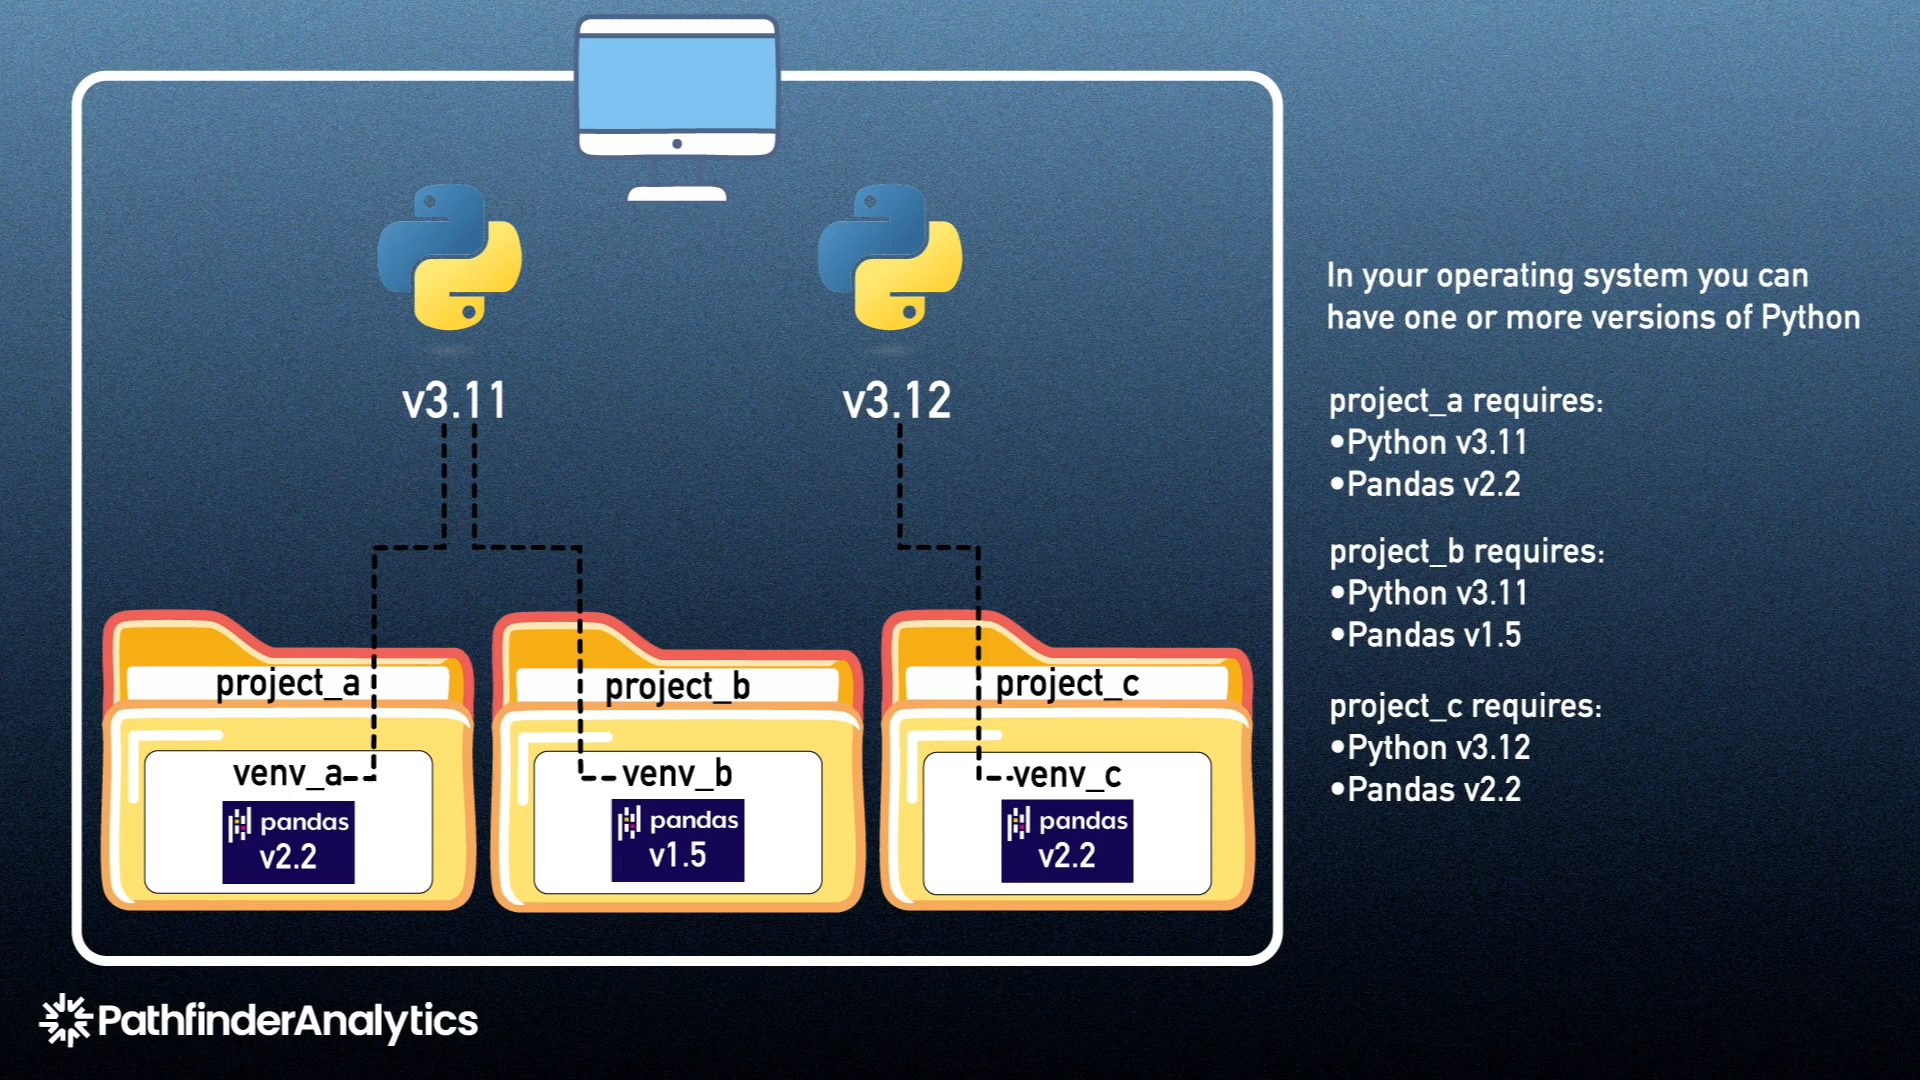 v3.11
v3.12
project_a
venv_a
pandas
v2.2
project_b
venv_b
pandas
v1.5
project_c
venv_c
pandas
v2.2
In your operating system you can
have one or more versions of Python
project_a requires:
•Python v3.11
•Pandas v2.2
project_b requires:
•Python v3.11
•Pandas v1.5
project_c requires:
•Python v3.12
•Pandas v2.2
PathfinderAnalytics